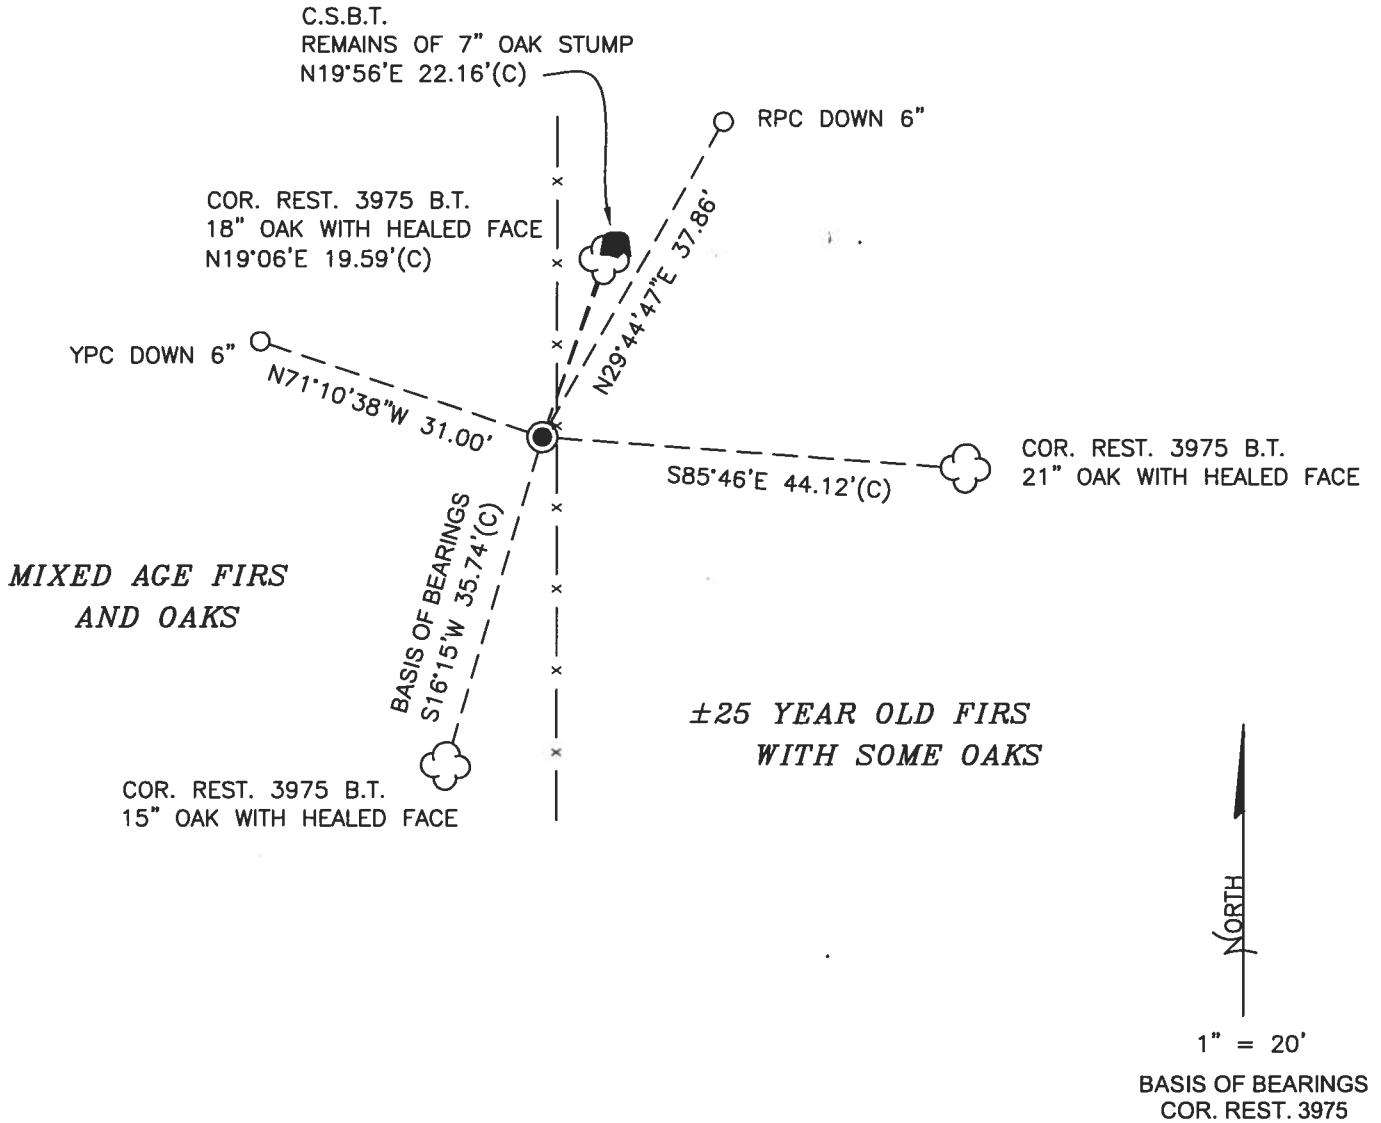 C.S.B.T.
REMAINS OF 7" OAK STUMP
N19°56'E 22.16'(C)
RPC DOWN 6"
COR. REST. 3975 B.T.
18" OAK WITH HEALED FACE
N19°06'E 19.59'(C)
N29°44'47"E 37.86'
YPC DOWN 6"
N71°10'38"W 31.00'
COR. REST. 3975 B.T.
21" OAK WITH HEALED FACE
S85°46'E 44.12'(C)
BASIS OF BEARINGS
S16°15'W 35.74'(C)
MIXED AGE FIRS
AND OAKS
±25 YEAR OLD FIRS
WITH SOME OAKS
COR. REST. 3975 B.T.
15" OAK WITH HEALED FACE
NORTH
1" = 20'
BASIS OF BEARINGS
COR. REST. 3975